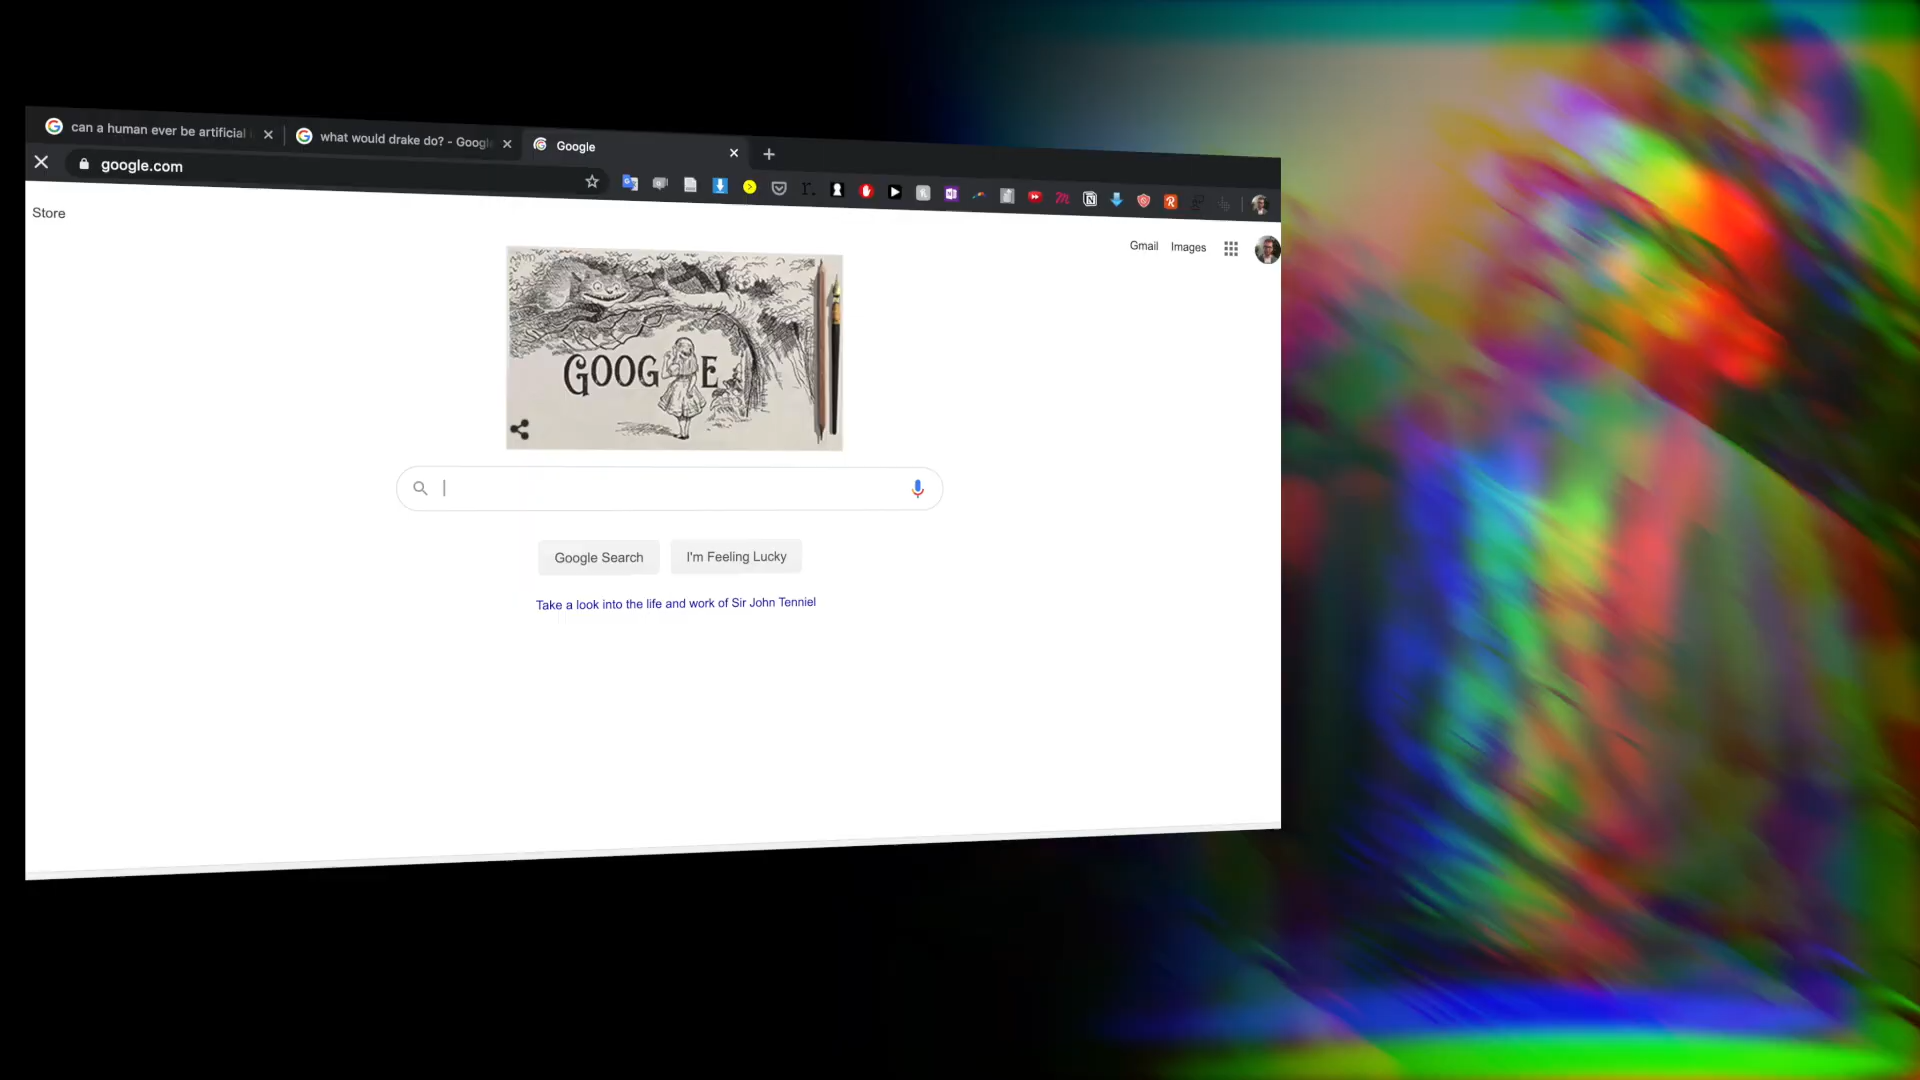 can a human ever be artificial
what would drake do? - Googl
Google
google.com
Store
Gmail
Images
GOOG E
Google Search
I'm Feeling Lucky
Take a look into the life and work of Sir John Tenniel